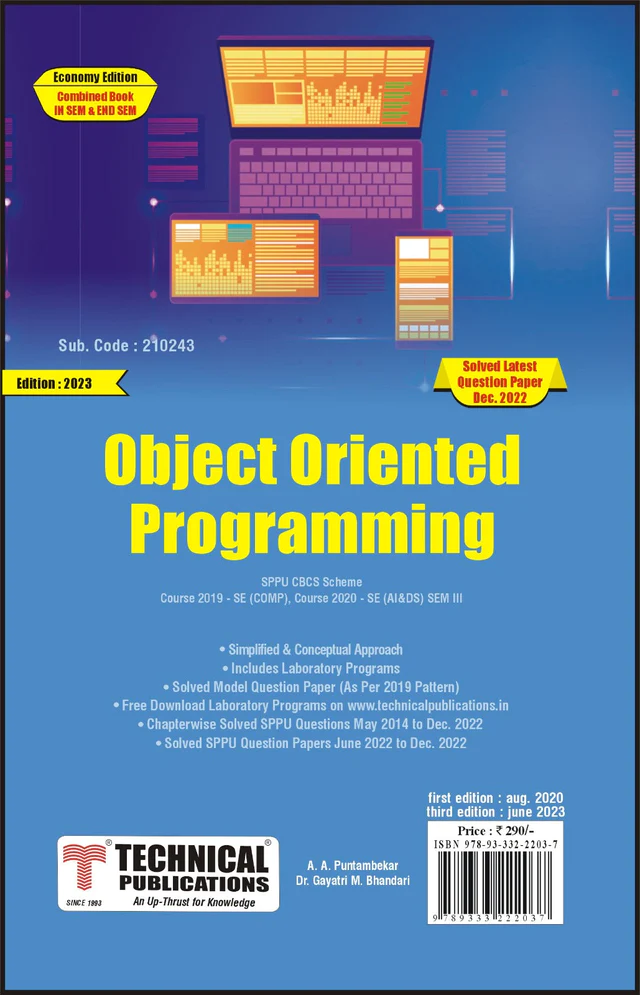 Economy Edition
Combined Book
IN SEM & END SEM
Sub. Code : 210243
Edition : 2023
Solved Latest
Question Paper
Dec. 2022
Object Oriented
Programming
SPPU CBCS Scheme
Course 2019 - SE (COMP), Course 2020 - SE (AI&DS) SEM III
• Simplified & Conceptual Approach
• Includes Laboratory Programs
• Solved Model Question Paper (As Per 2019 Pattern)
• Free Download Laboratory Programs on www.technicalpublications.in
• Chapterwise Solved SPPU Questions May 2014 to Dec. 2022
• Solved SPPU Question Papers June 2022 to Dec. 2022
first edition : aug. 2020
third edition : june 2023
Price : ₹ 290/-
ISBN 978-93-332-2203-7
9 789333 222037
®
TECHNICAL®
PUBLICATIONS
SINCE 1993
An Up-Thrust for Knowledge
A. A. Puntambekar
Dr. Gayatri M. Bhandari